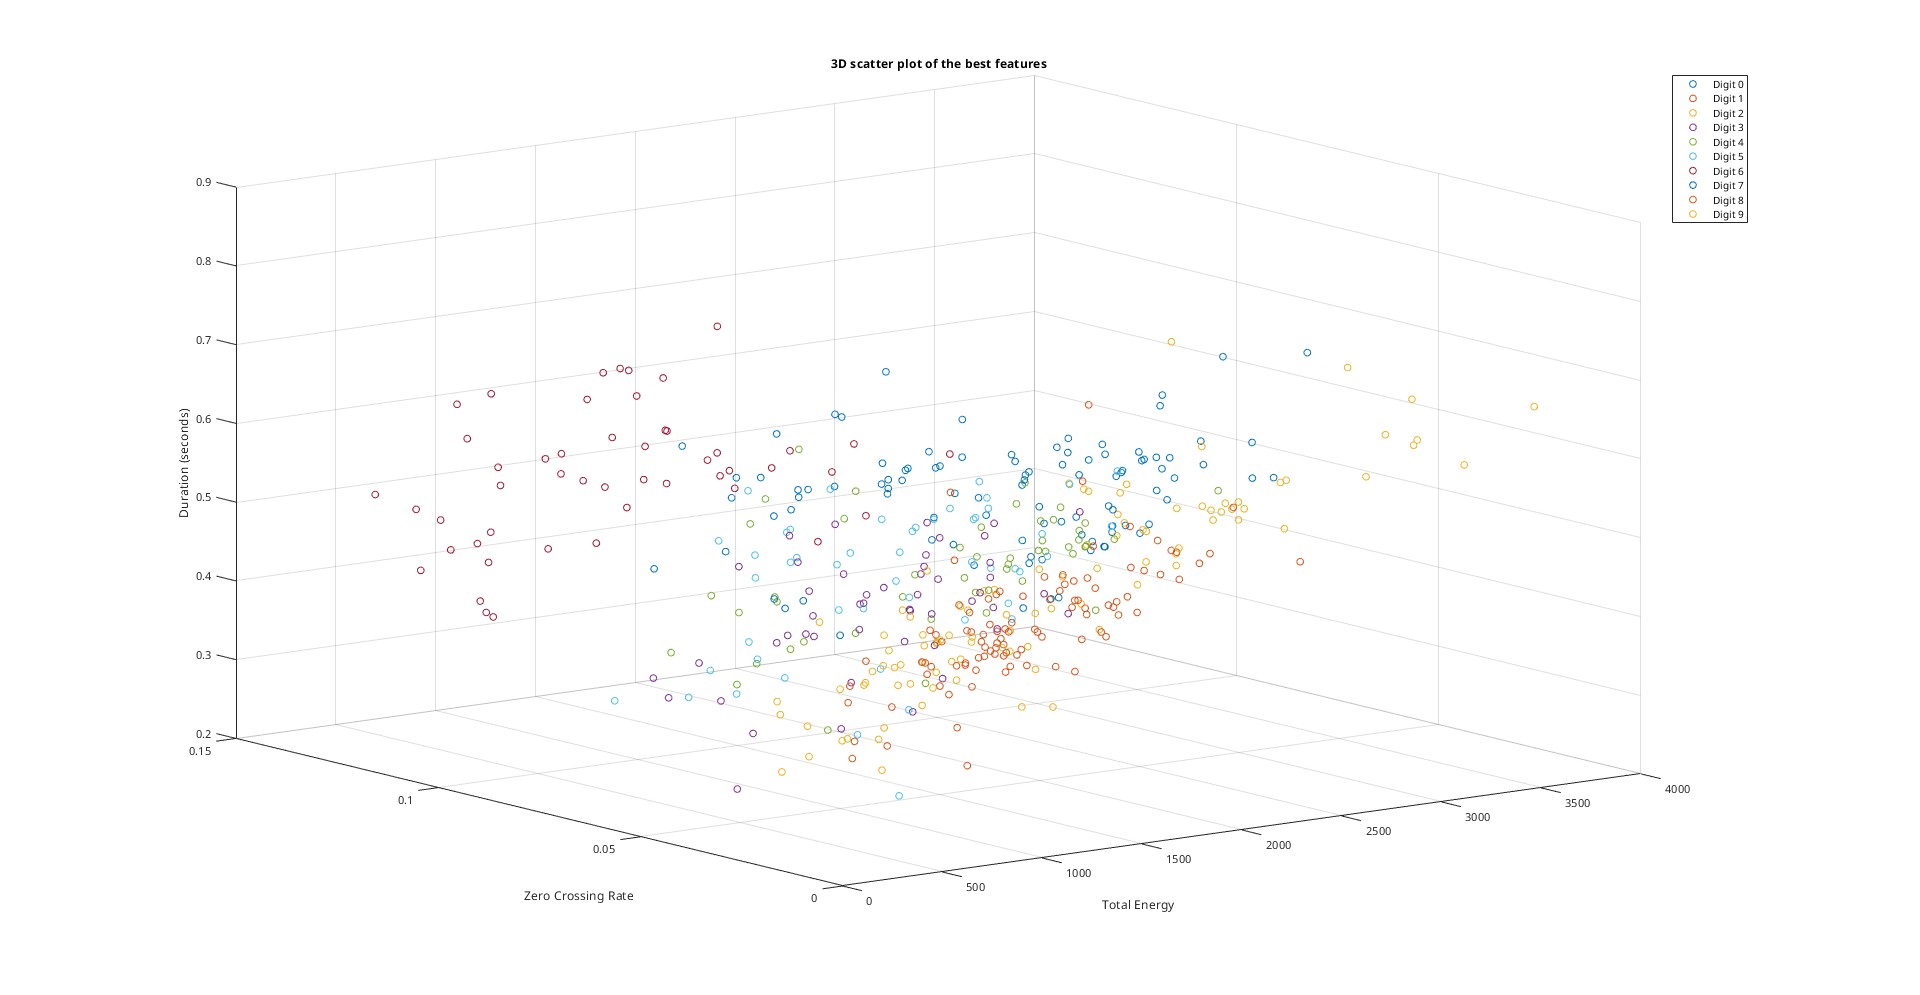 3D scatter plot of the best features
Digit 0
Digit 1
Digit 2
Digit 3
Digit 4
Digit 5
Digit 6
Digit 7
Digit 8
Digit 9
Duration (seconds)
0.9
0.8
0.7
0.6
0.5
0.4
0.3
0.2
0.15
0.1
0.05
0
Zero Crossing Rate
0
500
1000
1500
2000
2500
3000
3500
4000
Total Energy